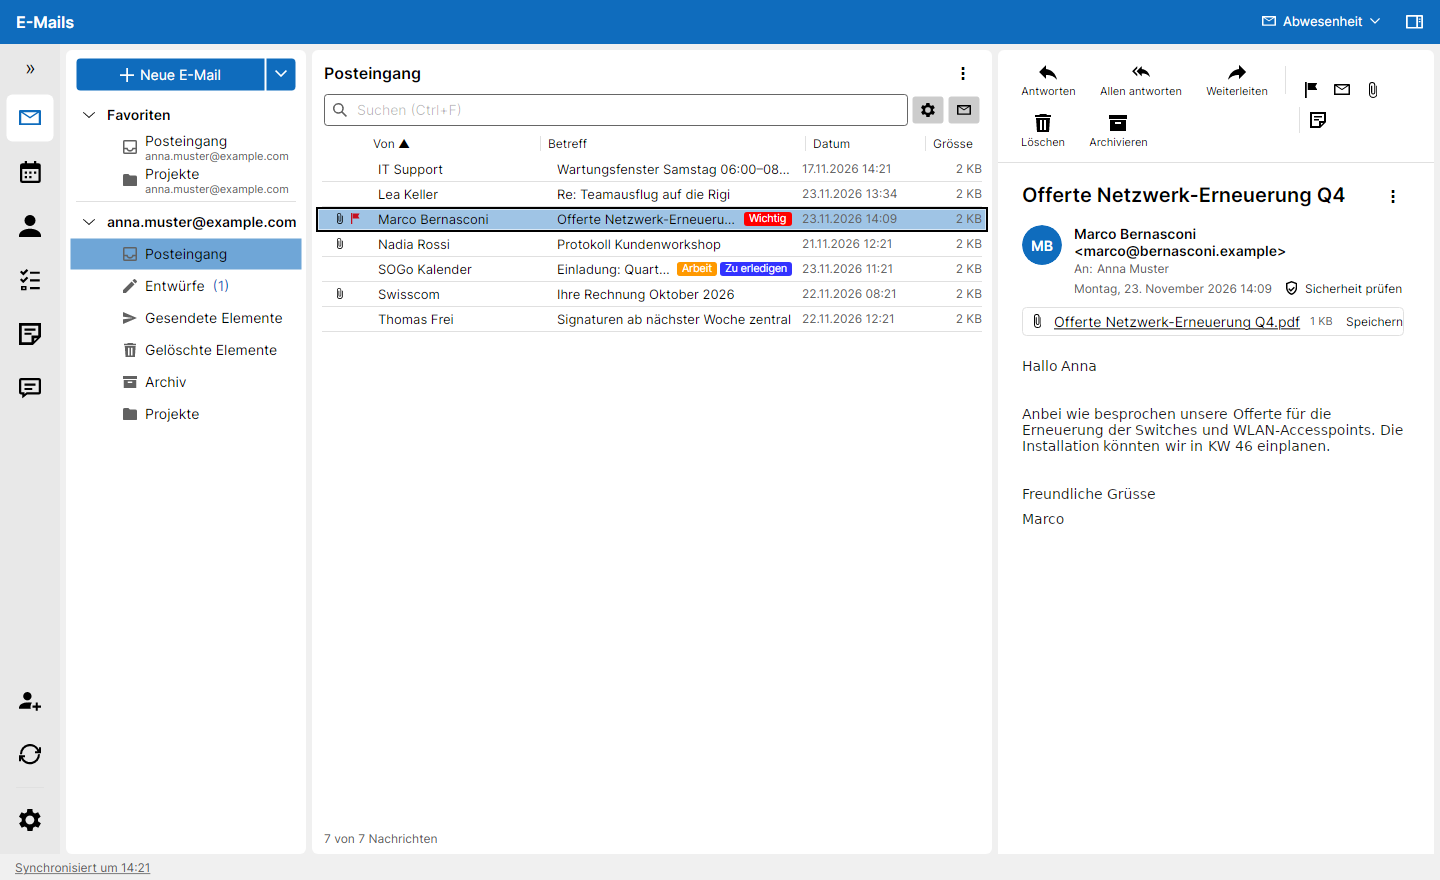 E-Mails
Abwesenheit
Neue E-Mail
Favoriten
Posteingang
anna.muster@example.com
Projekte
anna.muster@example.com
anna.muster@example.com
Posteingang
Entwürfe (1)
Gesendete Elemente
Gelöschte Elemente
Archiv
Projekte
Posteingang
Suchen (Ctrl+F)
Von ▲ Betreff Datum Grösse
IT Support Wartungsfenster Samstag 06:00–08... 17.11.2026 14:21 2 KB
Lea Keller Re: Teamausflug auf die Rigi 23.11.2026 13:34 2 KB
Marco Bernasconi Offerte Netzwerk-Erneueru... Wichtig 23.11.2026 14:09 2 KB
Nadia Rossi Protokoll Kundenworkshop 21.11.2026 12:21 2 KB
SOGo Kalender Einladung: Quart... Arbeit Zu erledigen 23.11.2026 11:21 2 KB
Swisscom Ihre Rechnung Oktober 2026 22.11.2026 08:21 2 KB
Thomas Frei Signaturen ab nächster Woche zentral 22.11.2026 12:21 2 KB
7 von 7 Nachrichten
Antworten Allen antworten Weiterleiten
Löschen Archivieren
Offerte Netzwerk-Erneuerung Q4
MB
Marco Bernasconi
<marco@bernasconi.example>
An: Anna Muster
Montag, 23. November 2026 14:09 Sicherheit prüfen
Offerte Netzwerk-Erneuerung Q4.pdf 1 KB Speichern
Hallo Anna
Anbei wie besprochen unsere Offerte für die
Erneuerung der Switches und WLAN-Accesspoints. Die
Installation könnten wir in KW 46 einplanen.
Freundliche Grüsse
Marco
Synchronisiert um 14:21